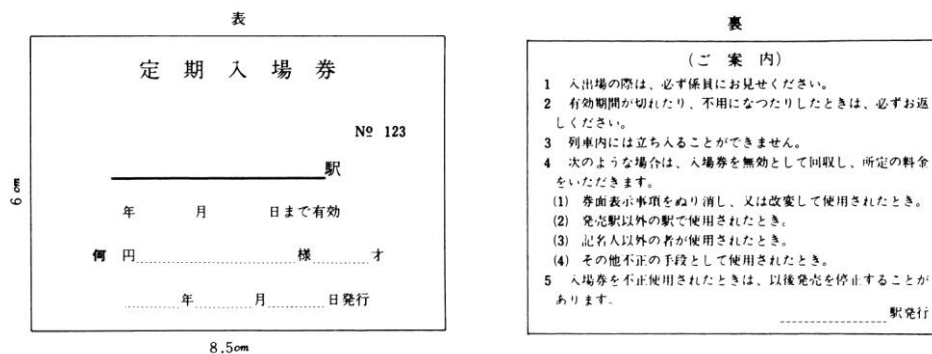 表
定期入場券
№ 123
駅
年 月 日まで有効
何 円 様 才
年 月 日発行
6cm
8.5cm
裏
(ご案内)
1 入出場の際は、必ず係員にお見せください。
2 有効期間が切れたり、不用になつたりしたときは、必ずお返
しください。
3 列車内には立ち入ることができません。
4 次のような場合は、入場券を無効として回収し、所定の料金
をいただきます。
(1) 券面表示事項をぬり消し、又は改変して使用されたとき。
(2) 発売駅以外の駅で使用されたとき。
(3) 記名人以外の者が使用されたとき。
(4) その他不正の手段として使用されたとき。
5 入場券を不正使用されたときは、以後発売を停止することが
あります。
駅発行